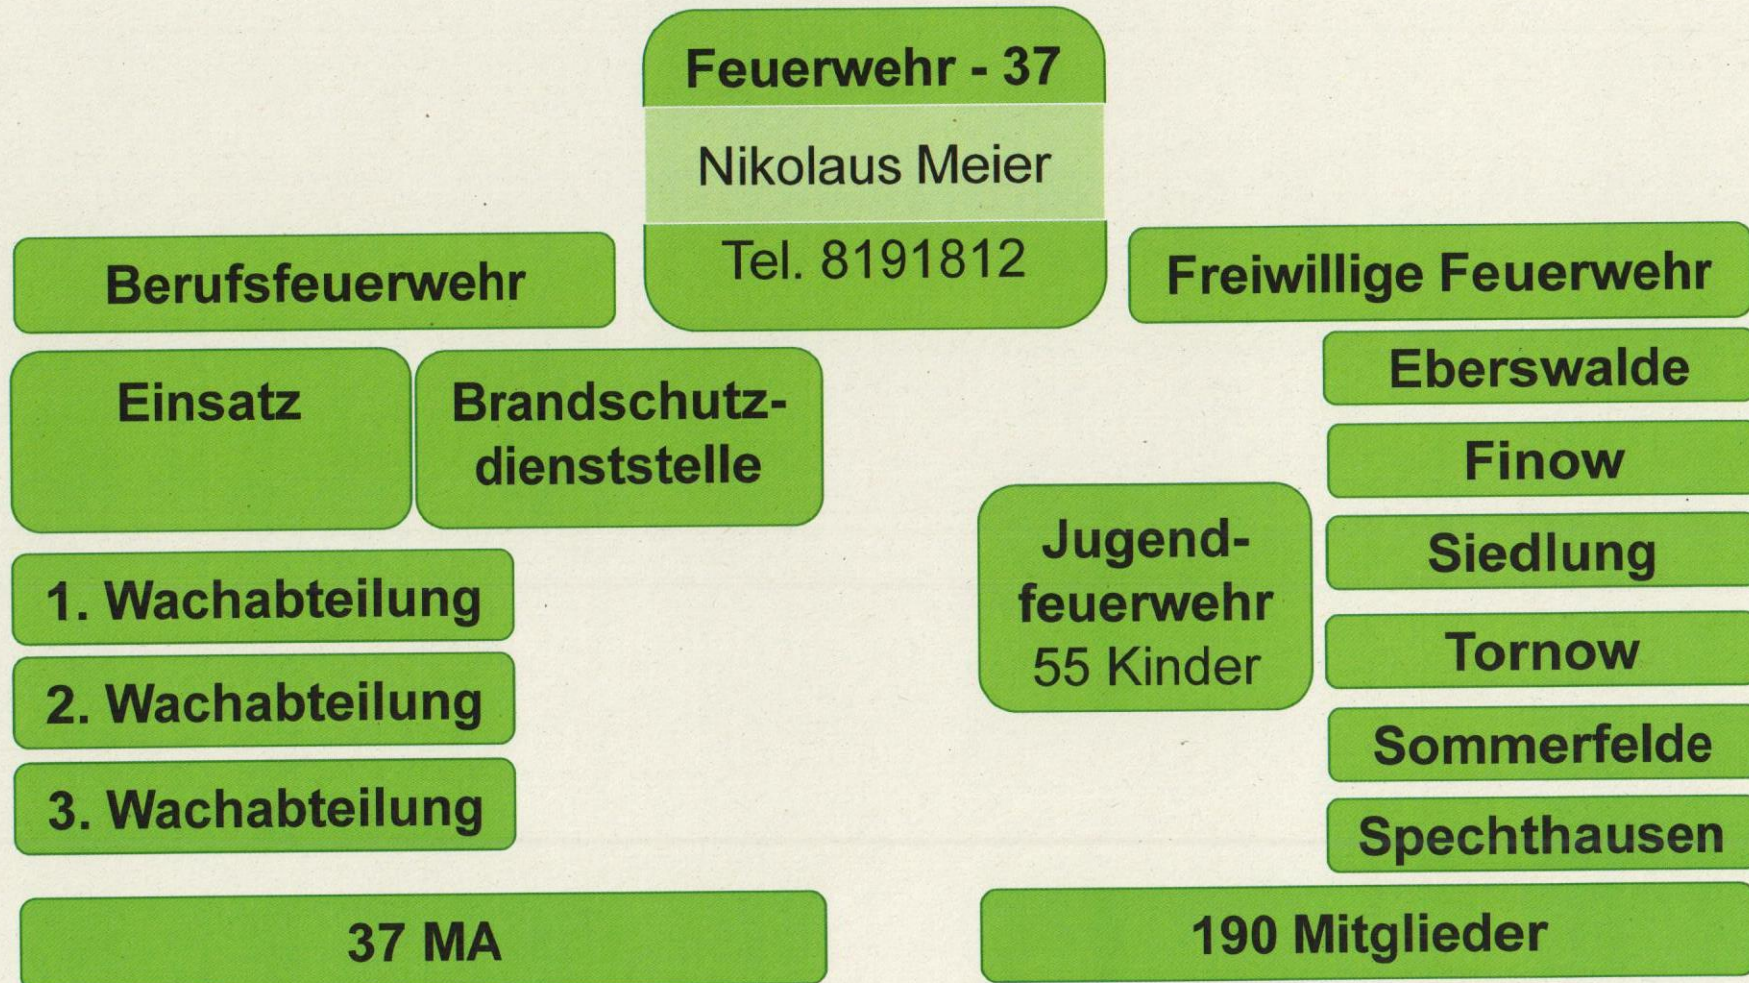 Feuerwehr - 37
Nikolaus Meier
Tel. 8191812
Berufsfeuerwehr
Einsatz
Brandschutz-
dienststelle
1. Wachabteilung
2. Wachabteilung
3. Wachabteilung
37 MA
Freiwillige Feuerwehr
Jugend-
feuerwehr
55 Kinder
Eberswalde
Finow
Siedlung
Tornow
Sommerfelde
Spechthausen
190 Mitglieder